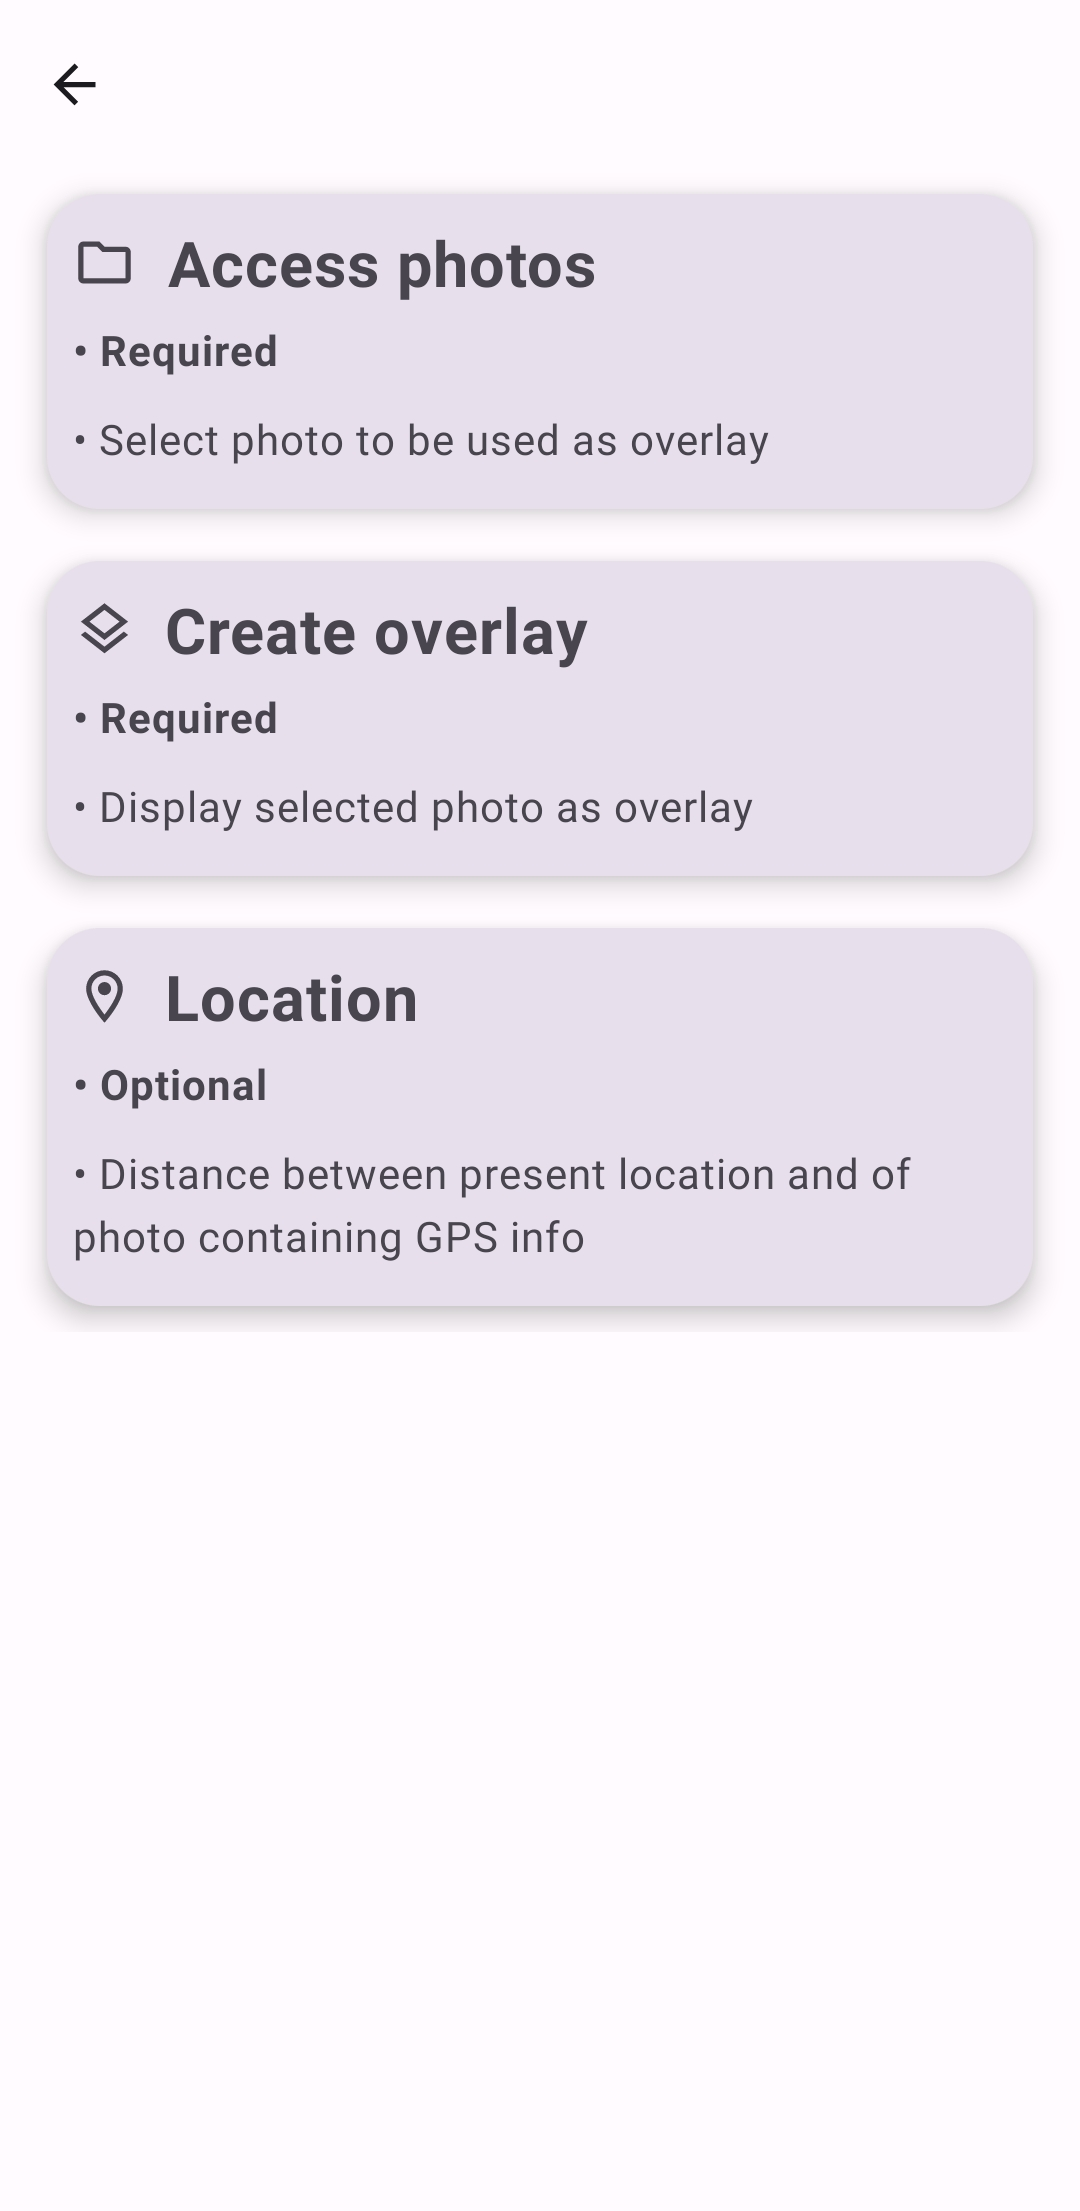 Access photos
• Required
• Select photo to be used as overlay
Create overlay
• Required
• Display selected photo as overlay
Location
• Optional
• Distance between present location and of
photo containing GPS info